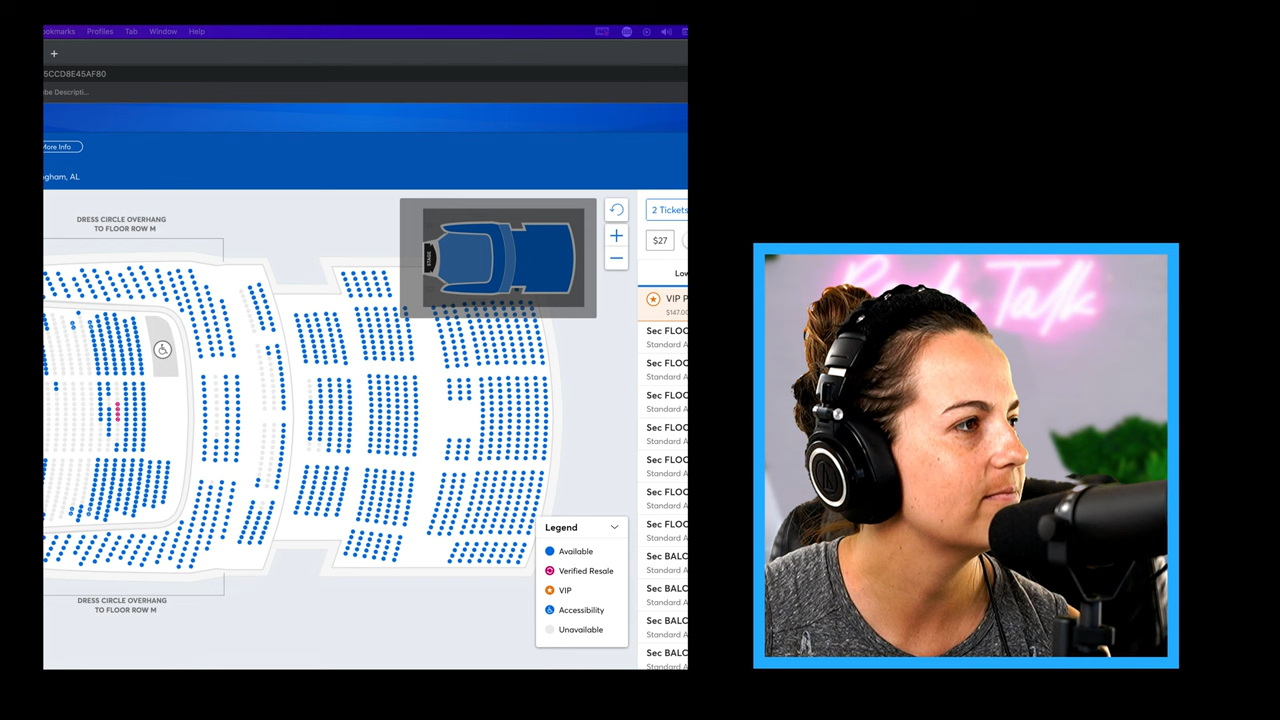 ookmarks Profiles Tab Window Help
+
5CCD8E45AF80
be Descripti...
More Info
gham, AL
DRESS CIRCLE OVERHANG
TO FLOOR ROW M
STAGE
+
−
2 Tickets
$27
Low
VIP P
$147.00
Sec FLOO
Standard A
Sec FLOO
Standard A
Sec FLOO
Standard A
Sec FLOO
Standard A
Sec FLOO
Standard A
Sec FLOO
Standard A
Sec FLOO
Standard A
Sec BALC
Standard A
Sec BALC
Standard A
Sec BALC
Standard A
Sec BALC
Legend
Available
Verified Resale
VIP
Accessibility
Unavailable
DRESS CIRCLE OVERHANG
TO FLOOR ROW M
Talk